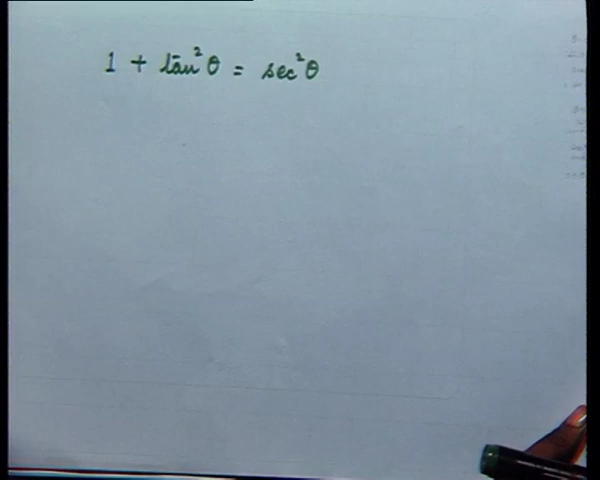 1 + tan²θ = sec²θ